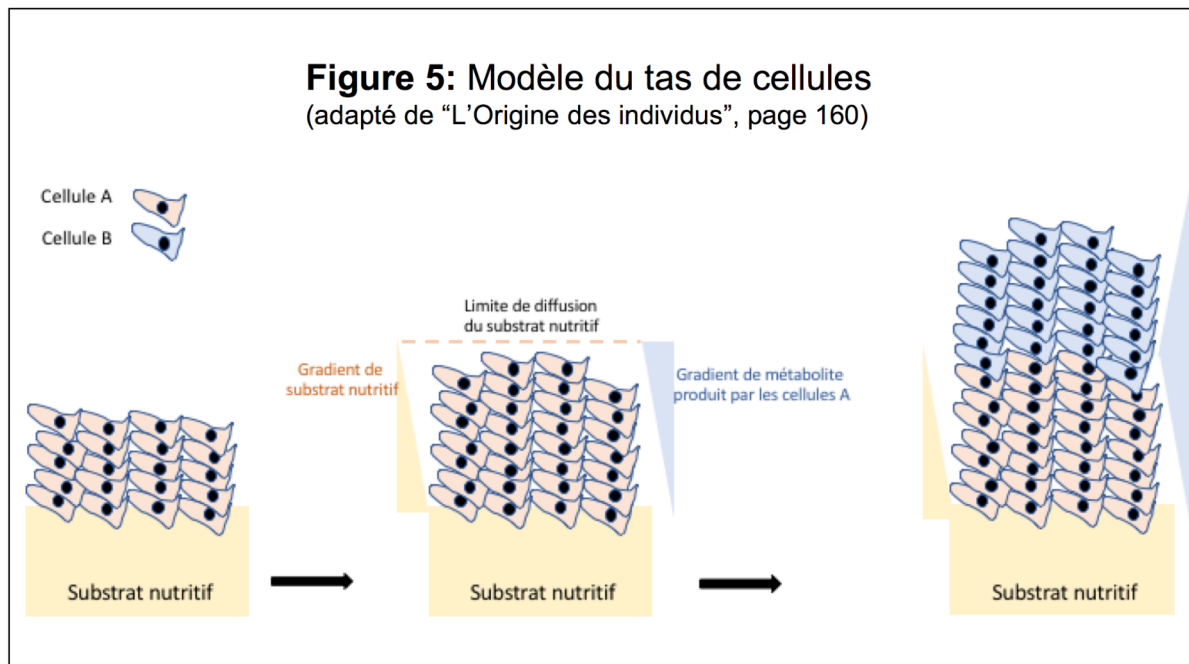 Figure 5: Modèle du tas de cellules
(adapté de “L’Origine des individus”, page 160)
Cellule A
Cellule B
Limite de diffusion
du substrat nutritif
Gradient de
substrat nutritif
Gradient de métabolite
produit par les cellules A
Substrat nutritif
Substrat nutritif
Substrat nutritif